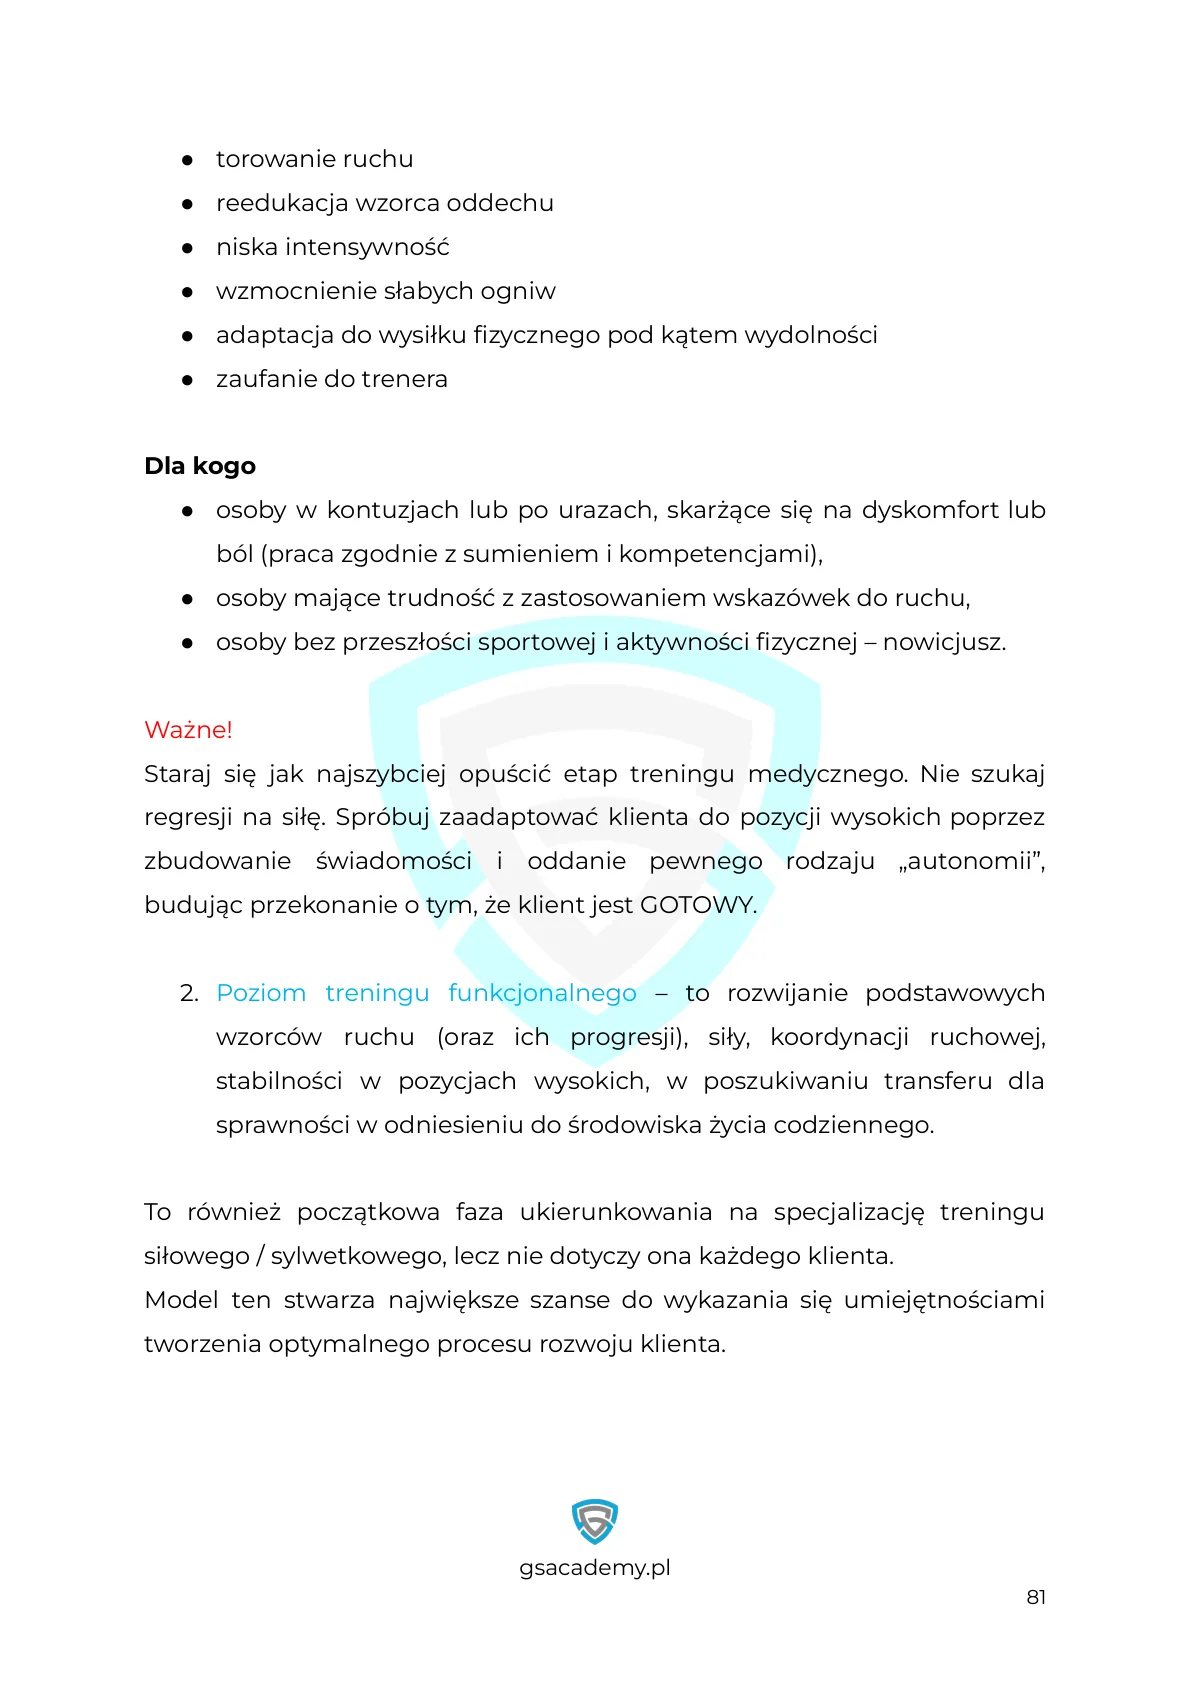 ● torowanie ruchu
● reedukacja wzorca oddechu
● niska intensywność
● wzmocnienie słabych ogniw
● adaptacja do wysiłku fizycznego pod kątem wydolności
● zaufanie do trenera
Dla kogo
● osoby w kontuzjach lub po urazach, skarżące się na dyskomfort lub
ból (praca zgodnie z sumieniem i kompetencjami),
● osoby mające trudność z zastosowaniem wskazówek do ruchu,
● osoby bez przeszłości sportowej i aktywności fizycznej – nowicjusz.
Ważne!
Staraj się jak najszybciej opuścić etap treningu medycznego. Nie szukaj
regresji na siłę. Spróbuj zaadaptować klienta do pozycji wysokich poprzez
zbudowanie świadomości i oddanie pewnego rodzaju „autonomii”,
budując przekonanie o tym, że klient jest GOTOWY.
2. Poziom treningu funkcjonalnego – to rozwijanie podstawowych
wzorców ruchu (oraz ich progresji), siły, koordynacji ruchowej,
stabilności w pozycjach wysokich, w poszukiwaniu transferu dla
sprawności w odniesieniu do środowiska życia codziennego.
To również początkowa faza ukierunkowania na specjalizację treningu
siłowego / sylwetkowego, lecz nie dotyczy ona każdego klienta.
Model ten stwarza największe szanse do wykazania się umiejętnościami
tworzenia optymalnego procesu rozwoju klienta.
gsacademy.pl
81